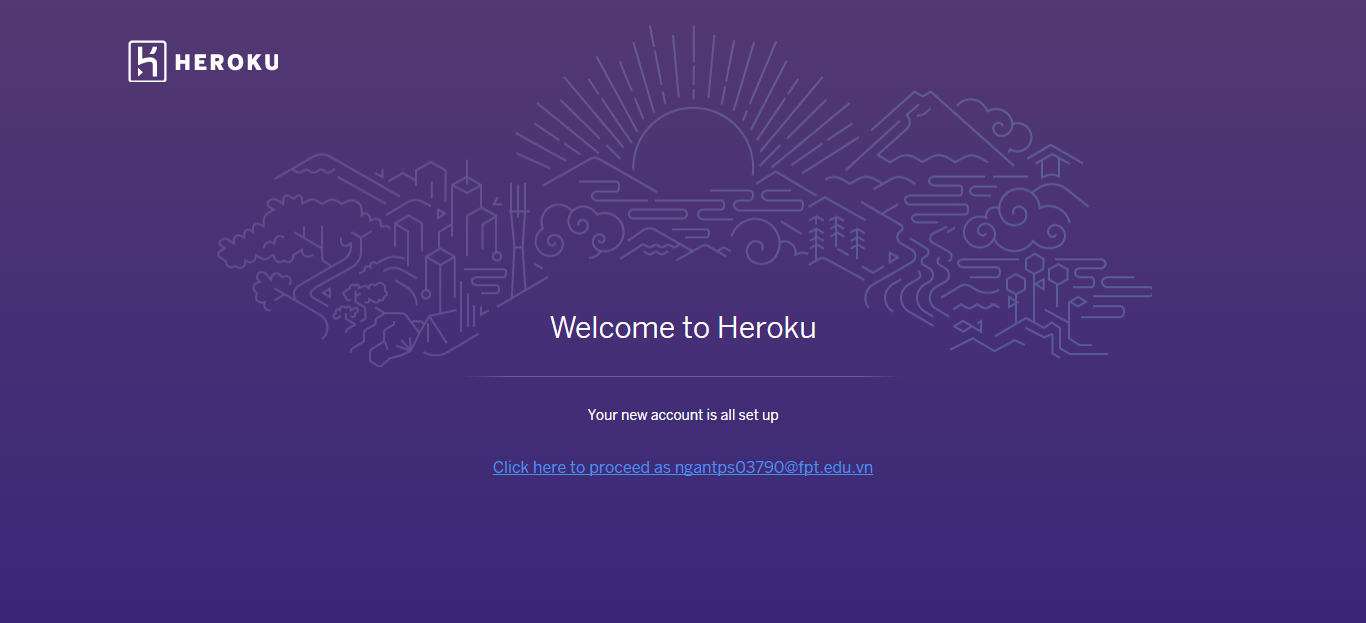 HEROKU
Welcome to Heroku
Your new account is all set up
Click here to proceed as ngantps03790@fpt.edu.vn